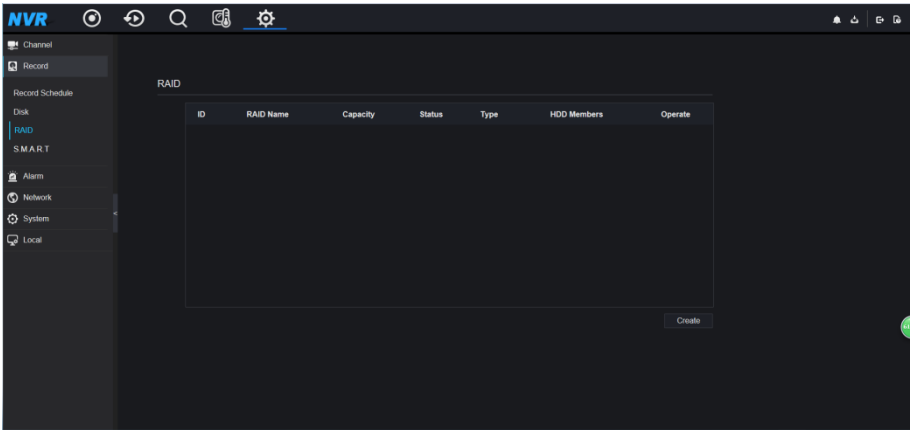 NVR
Channel
Record
Record Schedule
Disk
RAID
S.M.A.R.T
Alarm
Network
System
Local
RAID
ID RAID Name Capacity Status Type HDD Members Operate
Create